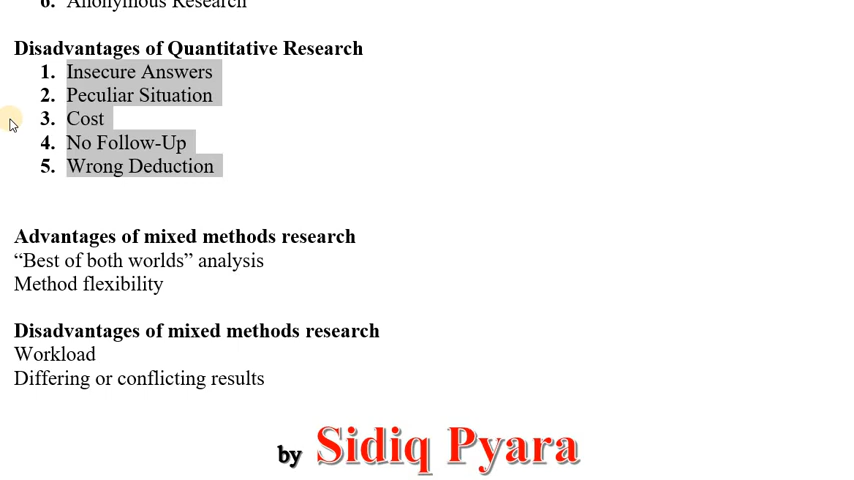 6. Anonymous Research
Disadvantages of Quantitative Research
1. Insecure Answers
2. Peculiar Situation
3. Cost
4. No Follow-Up
5. Wrong Deduction
Advantages of mixed methods research
“Best of both worlds” analysis
Method flexibility
Disadvantages of mixed methods research
Workload
Differing or conflicting results
by Sidiq Pyara